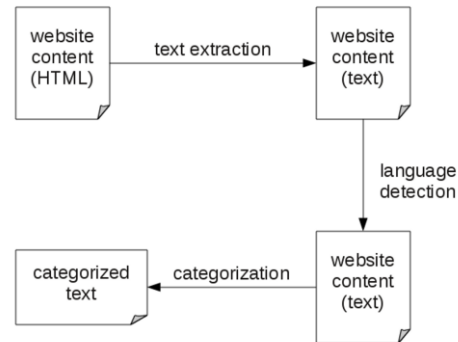 website
content
(HTML)
text extraction
website
content
(text)
language
detection
website
content
(text)
categorization
categorized
text